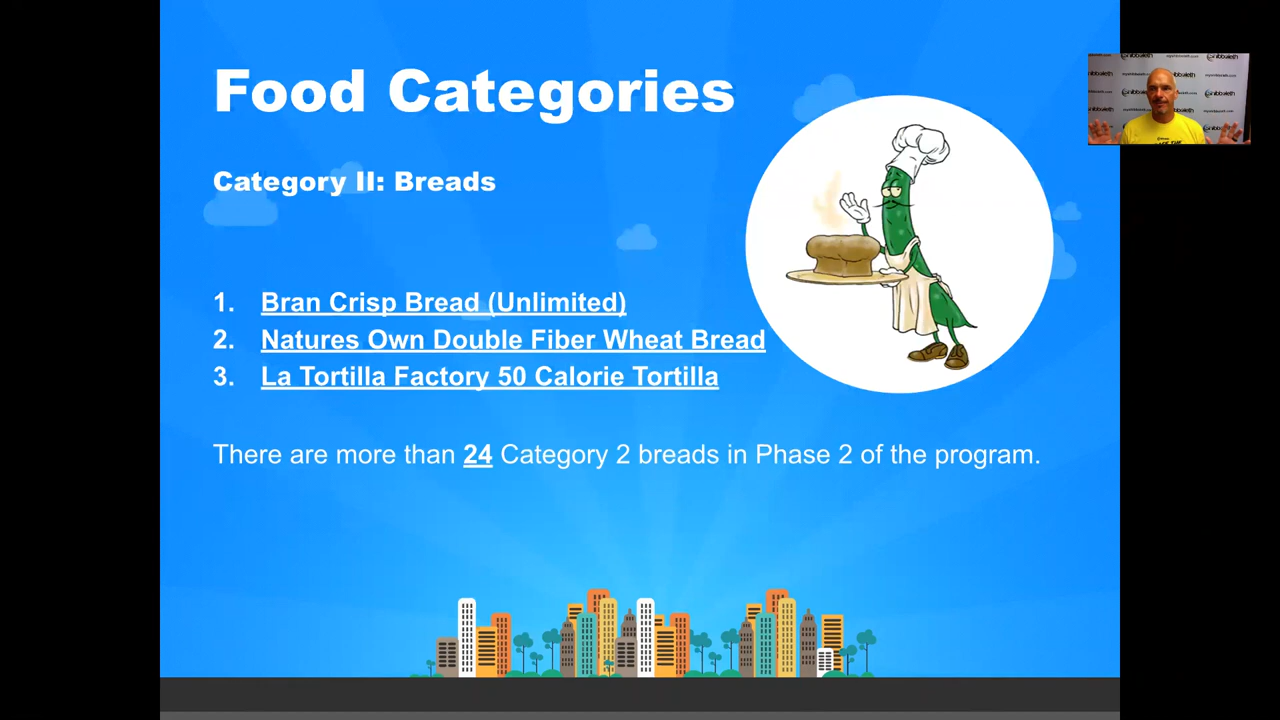 Food Categories
Category II: Breads
1. Bran Crisp Bread (Unlimited)
2. Natures Own Double Fiber Wheat Bread
3. La Tortilla Factory 50 Calorie Tortilla
There are more than 24 Category 2 breads in Phase 2 of the program.